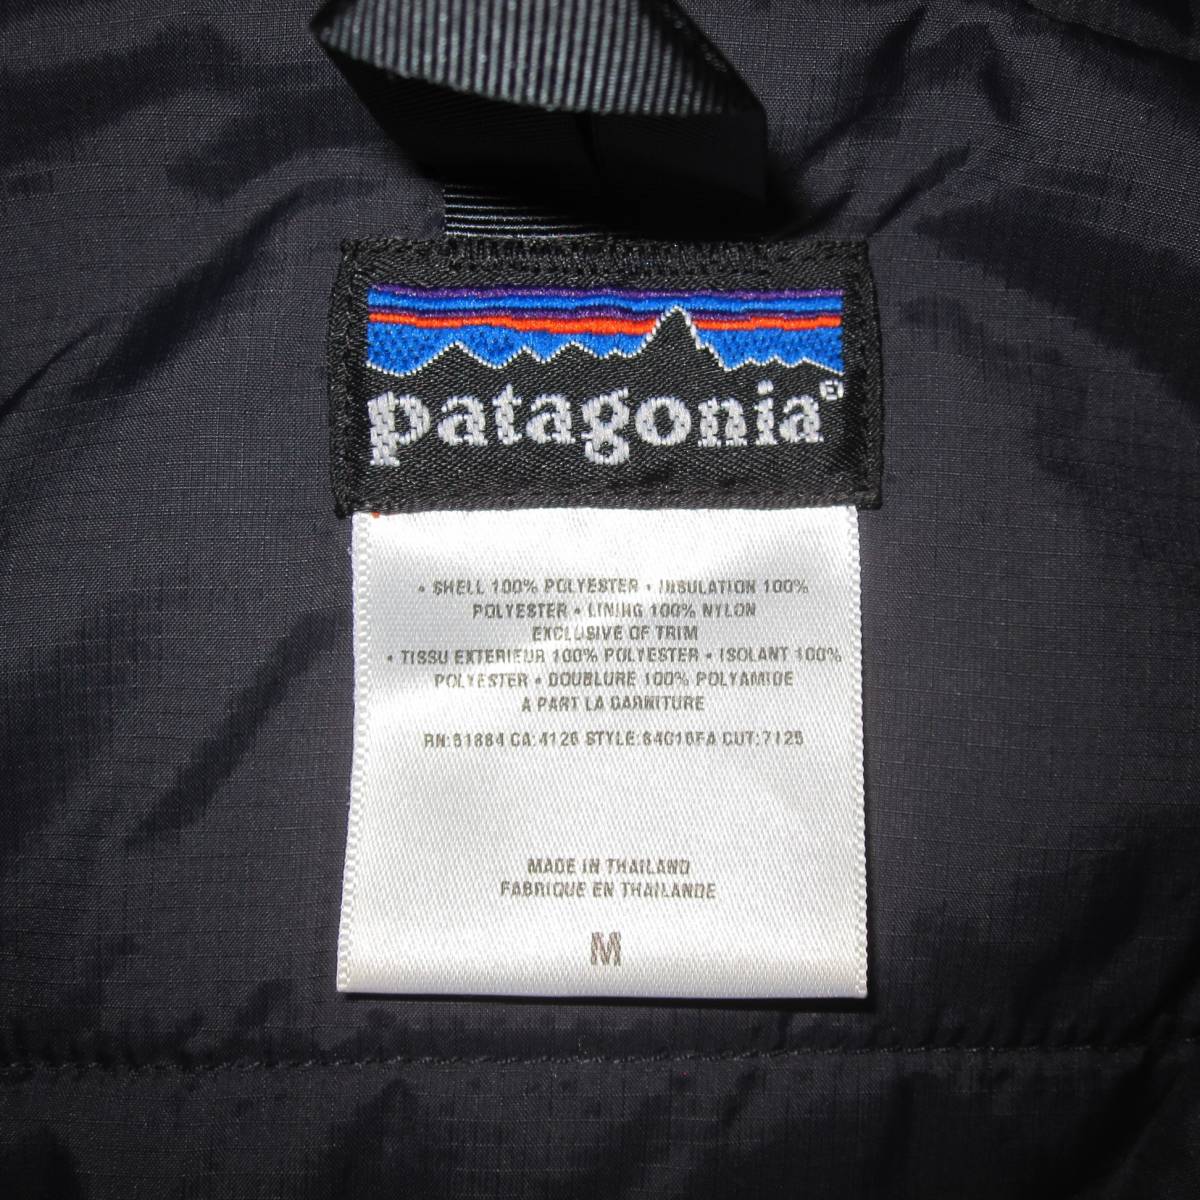 patagonia®
• SHELL 100% POLYESTER • INSULATION 100%
POLYESTER • LINING 100% NYLON
EXCLUSIVE OF TRIM
• TISSU EXTERIEUR 100% POLYESTER • ISOLANT 100%
POLYESTER • DOUBLURE 100% POLYAMIDE
A PART LA GARNITURE
RN:51884 CA:4126 STYLE:84016FA CUT:7125
MADE IN THAILAND
FABRIQUE EN THAILANDE
M